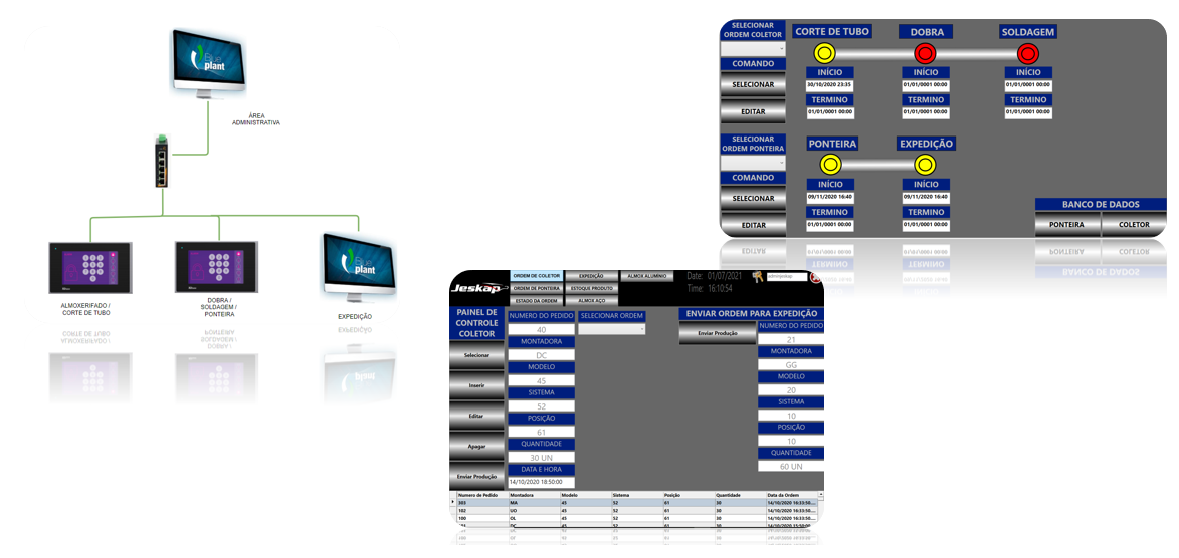 Blue
plant
ÁREA
ADMINISTRATIVA
ALMOXERIFADO /
CORTE DE TUBO
DOBRA /
SOLDAGEM /
PONTEIRA
Blue
plant
EXPEDIÇÃO
SELECIONAR
ORDEM COLETOR
COMANDO
SELECIONAR
EDITAR
CORTE DE TUBO
DOBRA
SOLDAGEM
INÍCIO
INÍCIO
INÍCIO
30/10/2020 23:35
01/01/0001 00:00
01/01/0001 00:00
TERMINO
TERMINO
TERMINO
01/01/0001 00:00
01/01/0001 00:00
01/01/0001 00:00
SELECIONAR
ORDEM PONTEIRA
COMANDO
SELECIONAR
EDITAR
PONTEIRA
EXPEDIÇÃO
INÍCIO
INÍCIO
09/11/2020 16:40
09/11/2020 16:40
TERMINO
TERMINO
01/01/0001 00:00
01/01/0001 00:00
BANCO DE DADOS
PONTEIRA
COLETOR
Jeskap
ORDEM DE COLETOR
EXPEDIÇÃO
ALMOX ALUMÍNIO
ORDEM DE PONTEIRA
ESTOQUE PRODUTO
ESTADO DA ORDEM
ALMOX AÇO
Date: 01/07/2021
Time: 16:10:54
PAINEL DE
CONTROLE
COLETOR
Selecionar
Inserir
Editar
Apagar
Enviar Produção
NUMERO DO PEDIDO
40
MONTADORA
DC
MODELO
45
SISTEMA
52
POSIÇÃO
61
QUANTIDADE
30 UN
DATA E HORA
14/10/2020 18:50:00
SELECIONAR ORDEM
ENVIAR ORDEM PARA EXPEDIÇÃO
Enviar Produção
NUMERO DO PEDIDO
21
MONTADORA
GG
MODELO
20
SISTEMA
10
POSIÇÃO
10
QUANTIDADE
60 UN
Numero de Pedido Montadora Modelo Sistema Posição Quantidade Data da Ordem
303 MA 45 52 61 30 14/10/2020 16:33:50....
102 UO 45 52 61 30 14/10/2020 16:33:50....
100 OL 45 52 61 30 14/10/2020 16:33:50....
DC 45 52 61 30